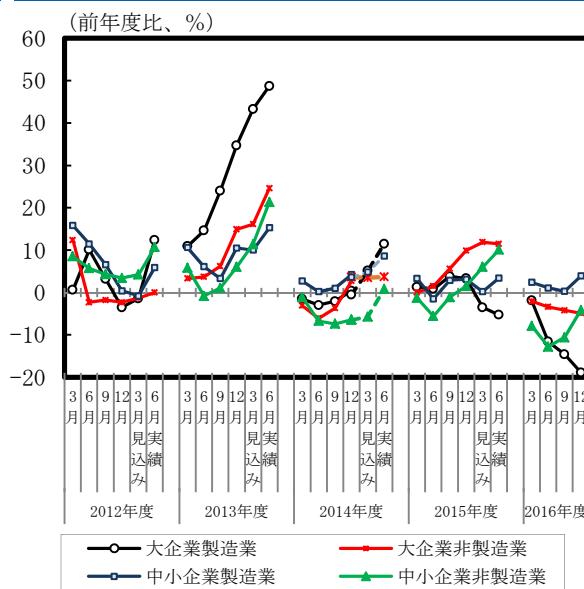 (前年度比、%)
60
50
40
30
20
10
0
-10
-20
3月 6月 9月 12月 3月見込み 6月実績 3月 6月 9月 12月 3月見込み 6月実績 3月 6月 9月 12月 3月見込み 6月実績 3月 6月 9月 12月 3月見込み 6月実績 3月 6月 9月 12月
2012年度 2013年度 2014年度 2015年度 2016年度
大企業製造業 大企業非製造業
中小企業製造業 中小企業非製造業